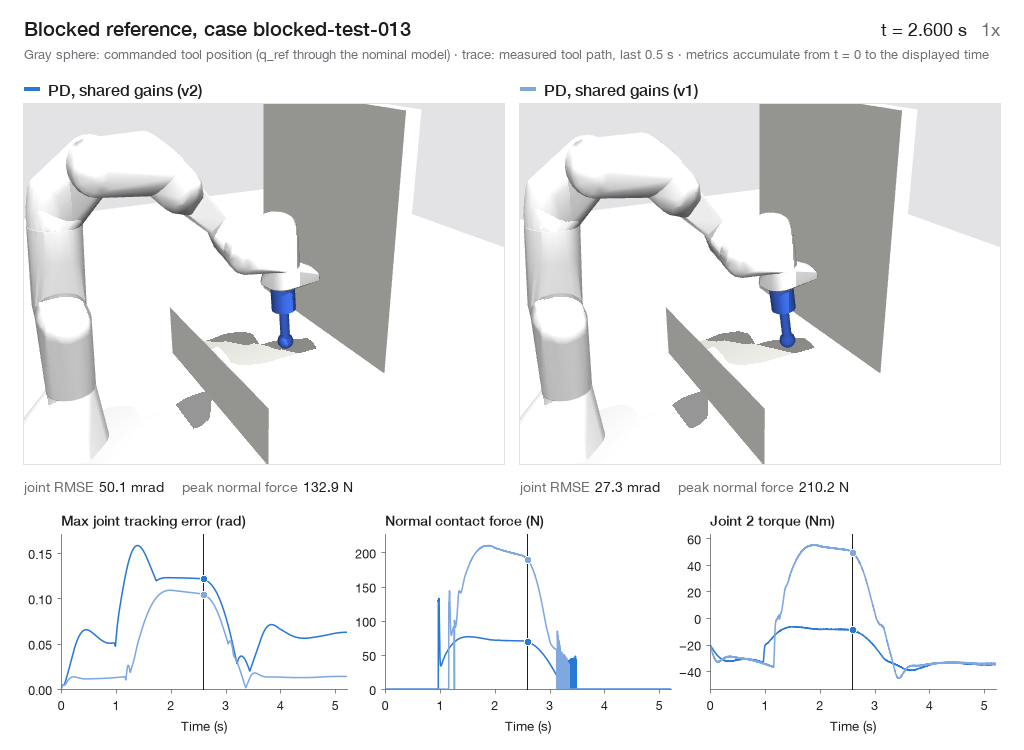 Blocked reference, case blocked-test-013
t = 2.600 s 1x
Gray sphere: commanded tool position (q_ref through the nominal model) · trace: measured tool path, last 0.5 s · metrics accumulate from t = 0 to the displayed time
PD, shared gains (v2)
PD, shared gains (v1)
joint RMSE 50.1 mrad peak normal force 132.9 N
joint RMSE 27.3 mrad peak normal force 210.2 N
Max joint tracking error (rad)
0.15
0.10
0.05
0.00
0 1 2 3 4 5
Time (s)
Normal contact force (N)
200
150
100
50
0
0 1 2 3 4 5
Time (s)
Joint 2 torque (Nm)
60
40
20
0
−20
−40
0 1 2 3 4 5
Time (s)